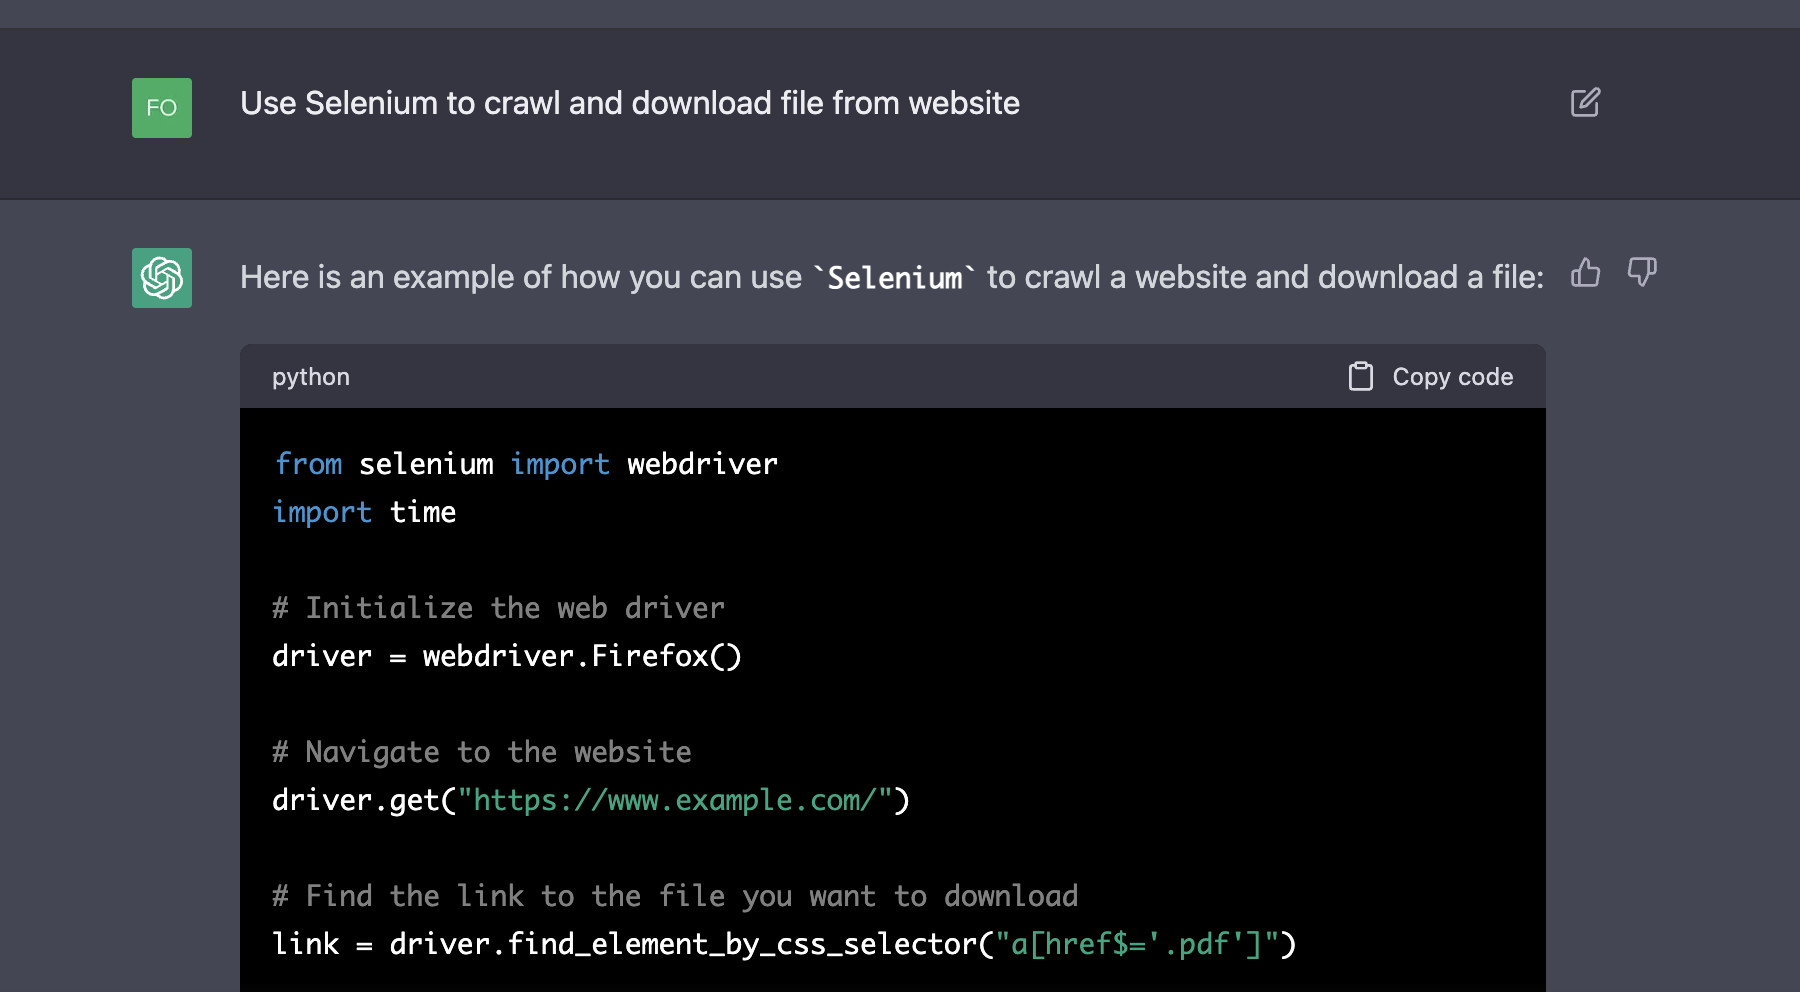 FO
Use Selenium to crawl and download file from website
Here is an example of how you can use `Selenium` to crawl a website and download a file:
python
Copy code
from selenium import webdriver
import time
# Initialize the web driver
driver = webdriver.Firefox()
# Navigate to the website
driver.get("https://www.example.com/")
# Find the link to the file you want to download
link = driver.find_element_by_css_selector("a[href$='.pdf']")